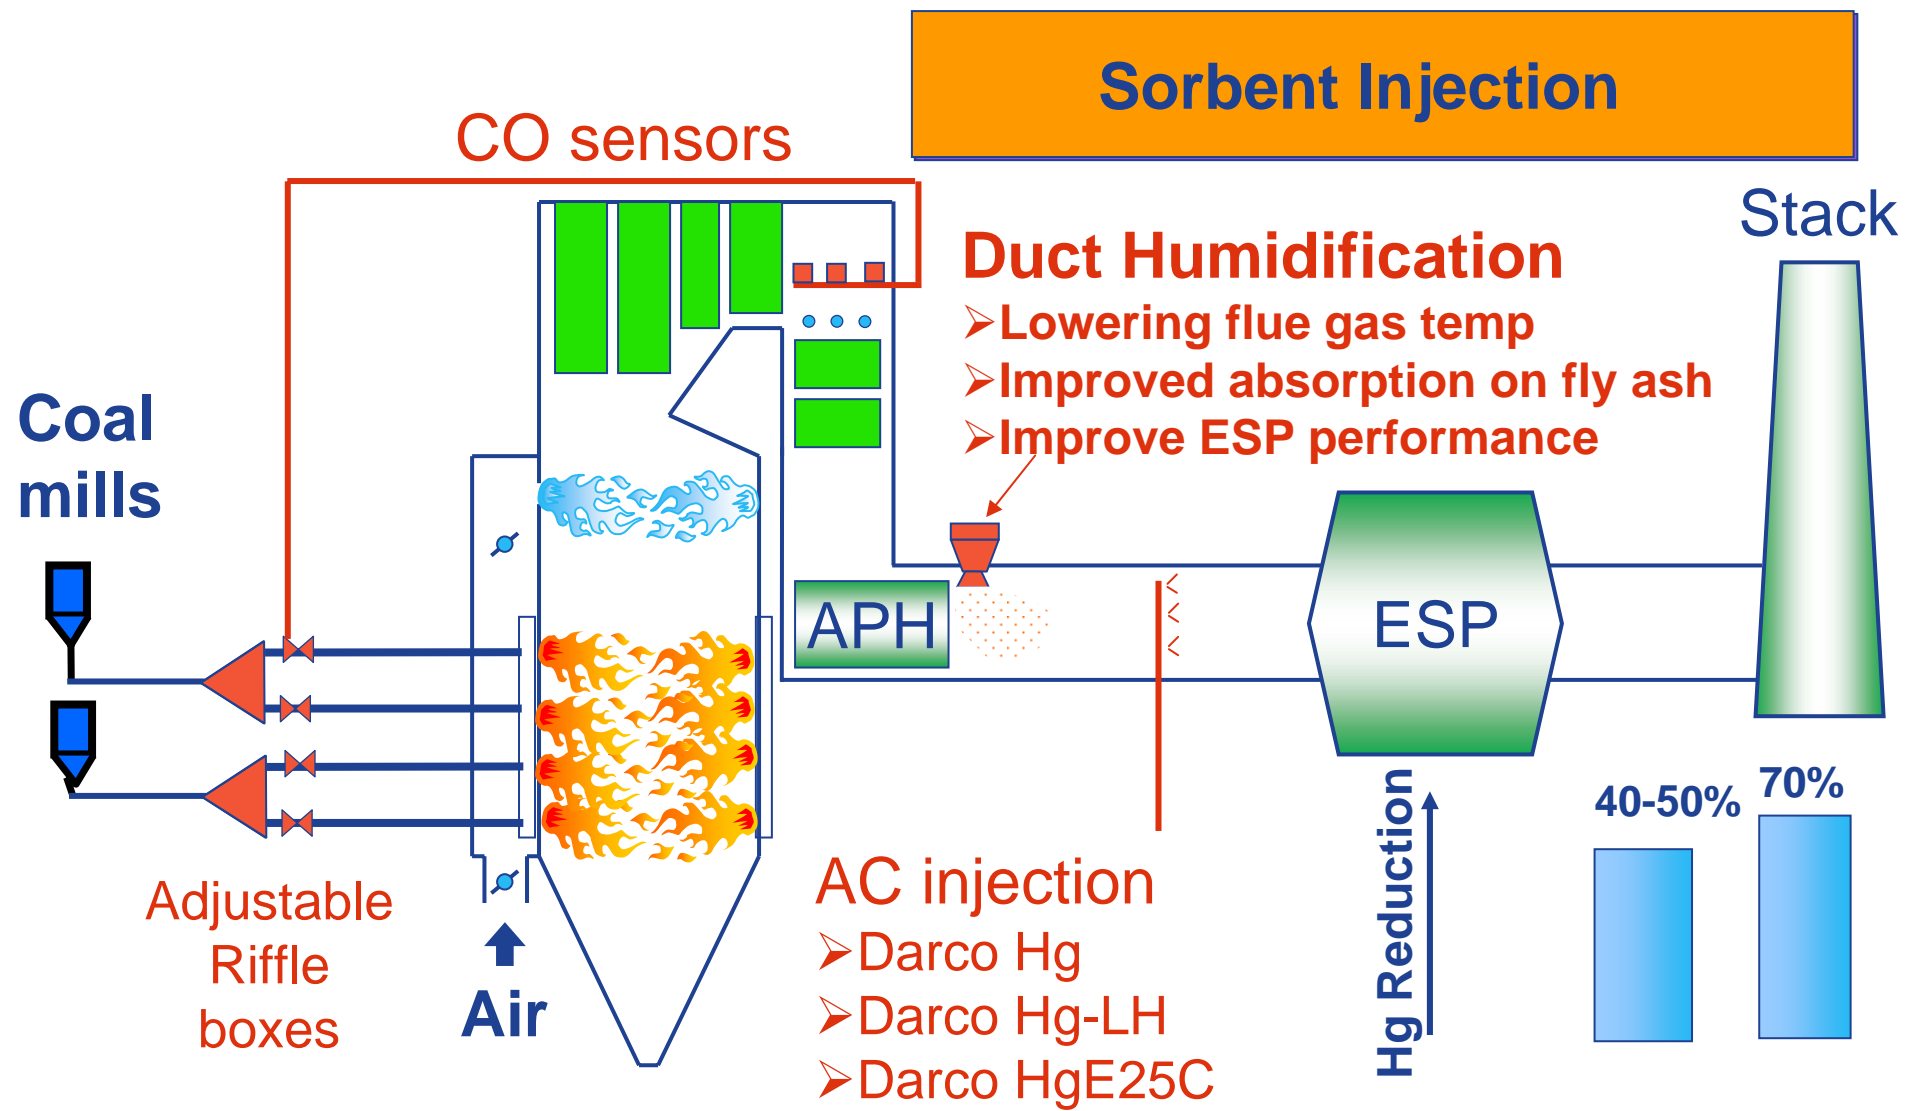 Sorbent Injection
CO sensors
Stack
Duct Humidification
➢Lowering flue gas temp
➢Improved absorption on fly ash
➢Improve ESP performance
Coal
mills
APH
ESP
Adjustable
Riffle
boxes
Air
AC injection
➢Darco Hg
➢Darco Hg-LH
➢Darco HgE25C
Hg Reduction
40-50%
70%